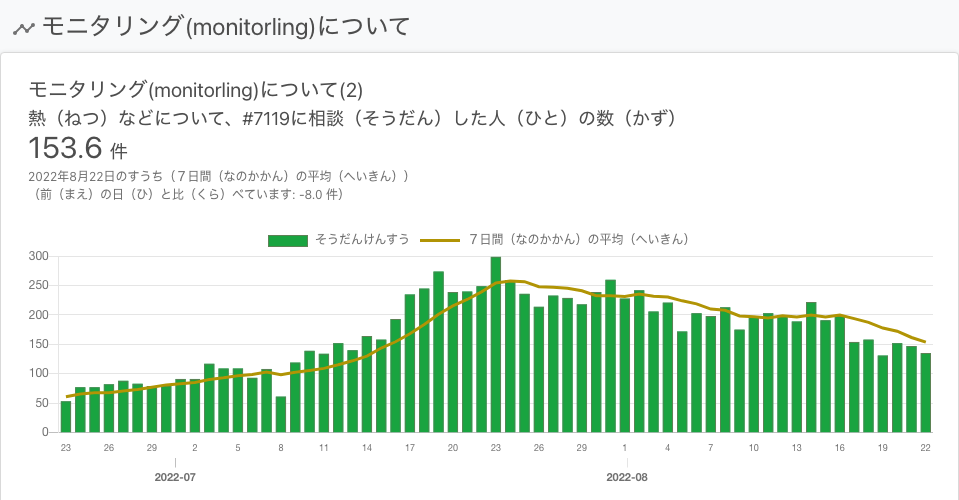 モニタリング(monitorling)について
モニタリング(monitorling)について(2)
熱（ねつ）などについて、#7119に相談（そうだん）した人（ひと）の数（かず）
153.6 件
2022年8月22日のすうち（７日間（なのかかん）の平均（へいきん））
（前（まえ）の日（ひ）と比（くら）べています: -8.0 件）
そうだんけんすう ７日間（なのかかん）の平均（へいきん）
300
250
200
150
100
50
0
23 26 29 2 5 8 11 14 17 20 23 26 29 1 4 7 10 13 16 19 22
2022-07 2022-08